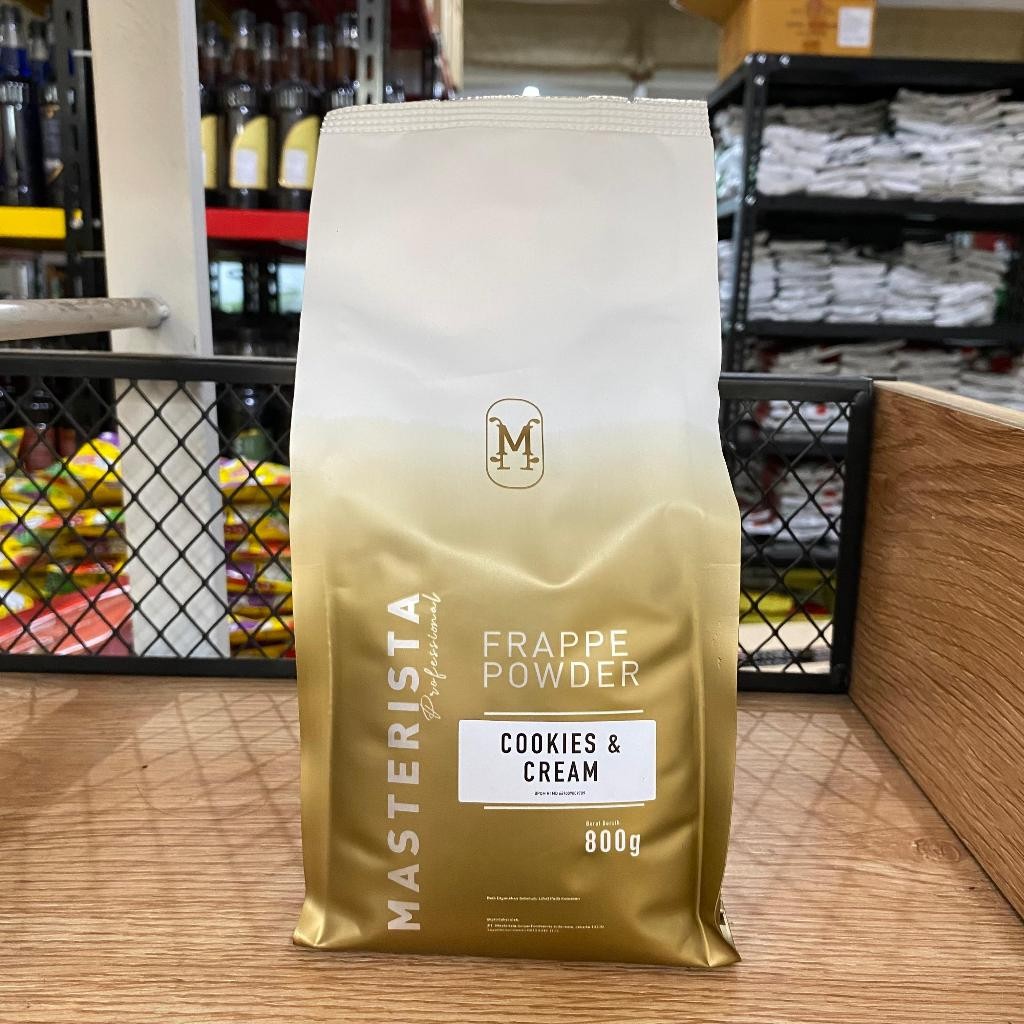 M
MASTERISTA
Professional
FRAPPE
POWDER
COOKIES &
CREAM
Berat Bersih
800g